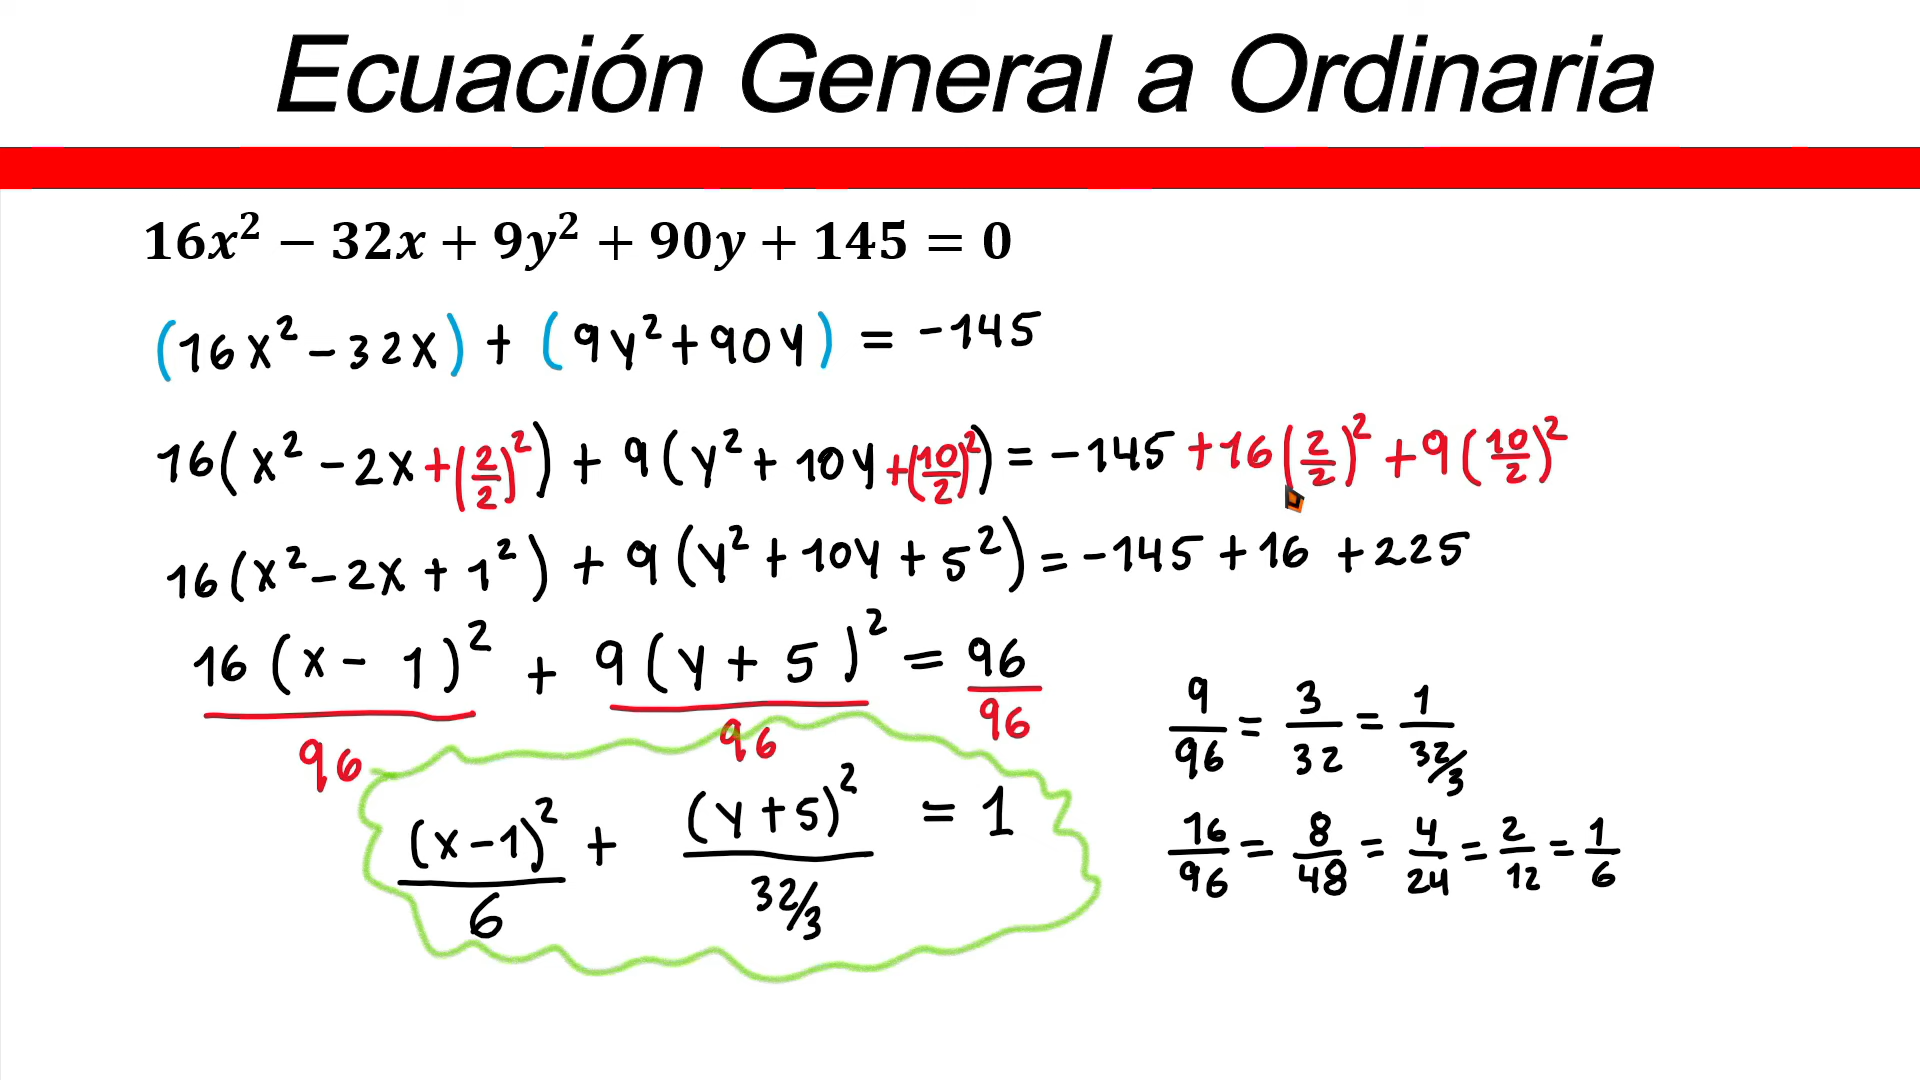 Ecuación General a Ordinaria
16x² − 32x + 9y² + 90y + 145 = 0
(16x² − 32x) + (9y² + 90y) = −145
16(x² − 2x + (2/2)²) + 9(y² + 10y + (10/2)²) = −145 + 16(2/2)² + 9(10/2)²
16(x² − 2x + 1²) + 9(y² + 10y + 5²) = −145 + 16 + 225
16(x − 1)²/96 + 9(y + 5)²/96 = 96/96
(x − 1)²/6 + (y + 5)²/(32/3) = 1
9/96 = 3/32 = 1/(32/3)
16/96 = 8/48 = 4/24 = 2/12 = 1/6